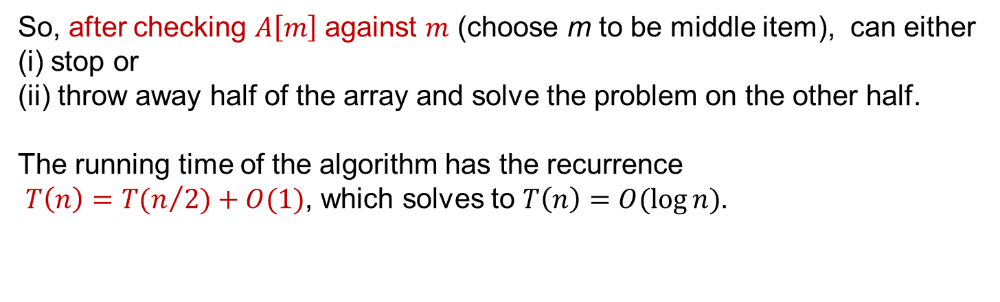 So, after checking A[m] against m (choose m to be middle item), can either
(i) stop or
(ii) throw away half of the array and solve the problem on the other half.
The running time of the algorithm has the recurrence
T(n) = T(n/2) + O(1), which solves to T(n) = O(log n).